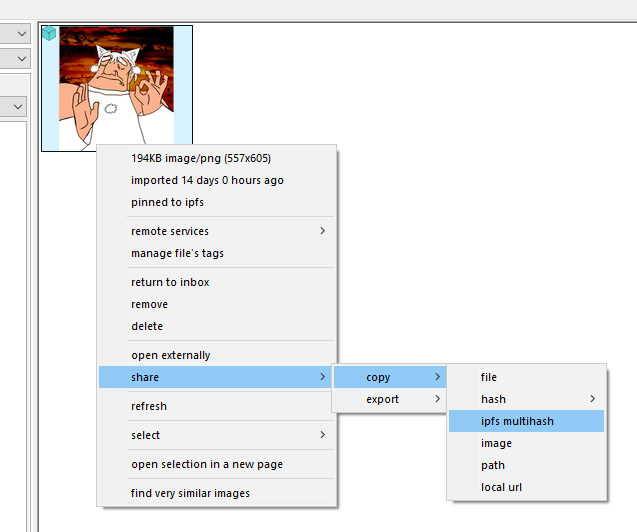 194KB image/png (557x605)
imported 14 days 0 hours ago
pinned to ipfs
remote services
manage file's tags
return to inbox
remove
delete
open externally
share
refresh
select
open selection in a new page
find very similar images
copy
export
file
hash
ipfs multihash
image
path
local url